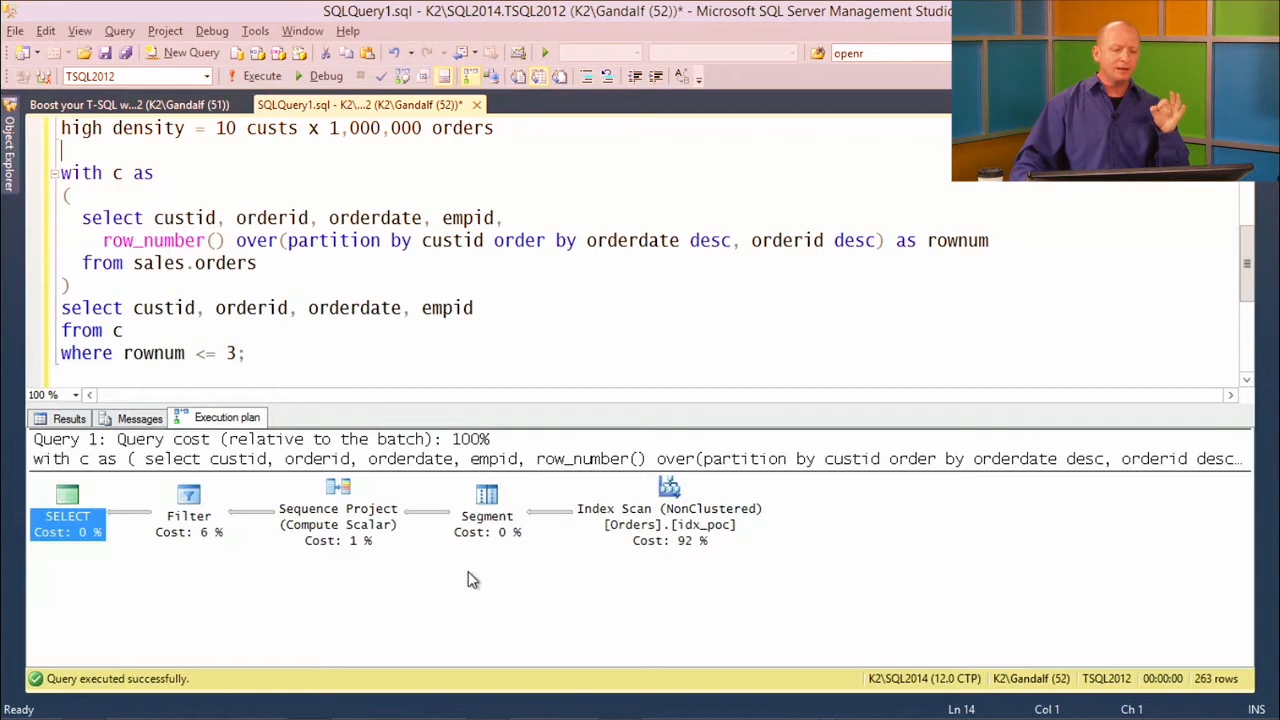 SQLQuery1.sql - K2\SQL2014.TSQL2012 (K2\Gandalf (52))* - Microsoft SQL Server Management Studio
File Edit View Query Project Debug Tools Window Help
New Query
openr
TSQL2012 Execute Debug
Boost your T-SQL w...2 (K2\Gandalf (51)) SQLQuery1.sql - K2\...2 (K2\Gandalf (52))*
Object Explorer
high density = 10 custs x 1,000,000 orders
with c as
(
select custid, orderid, orderdate, empid,
row_number() over(partition by custid order by orderdate desc, orderid desc) as rownum
from sales.orders
)
select custid, orderid, orderdate, empid
from c
where rownum <= 3;
100 %
Results Messages Execution plan
Query 1: Query cost (relative to the batch): 100%
with c as ( select custid, orderid, orderdate, empid, row_number() over(partition by custid order by orderdate desc, orderid desc...
SELECT
Cost: 0 %
Filter
Cost: 6 %
Sequence Project
(Compute Scalar)
Cost: 1 %
Segment
Cost: 0 %
Index Scan (NonClustered)
[Orders].[idx_poc]
Cost: 92 %
Query executed successfully. K2\SQL2014 (12.0 CTP) K2\Gandalf (52) TSQL2012 00:00:00 263 rows
Ready Ln 14 Col 1 Ch 1 INS